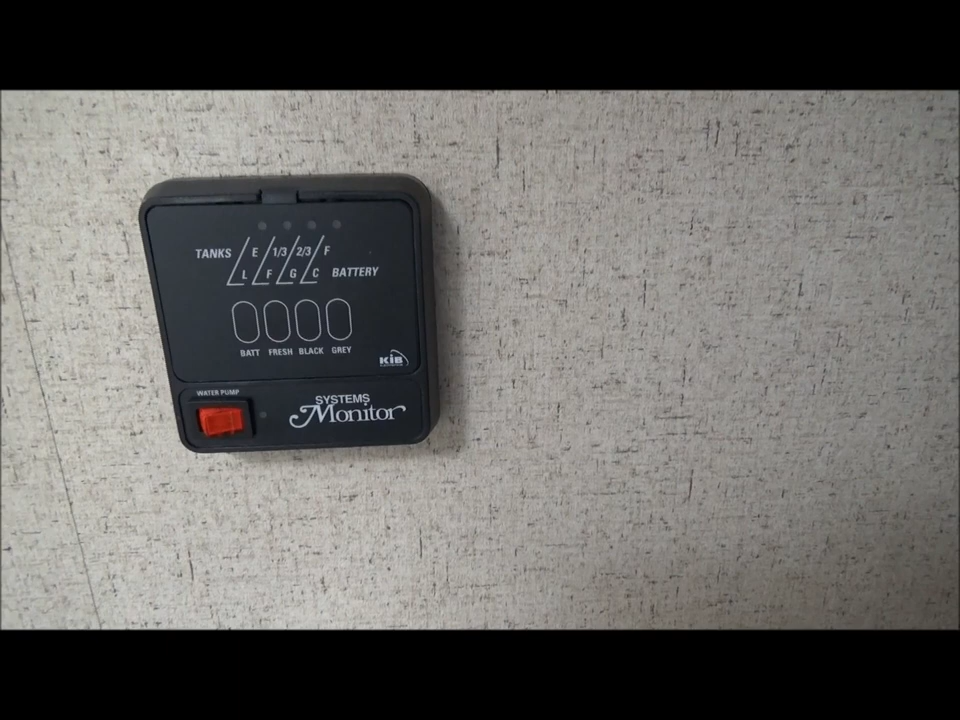 TANKS E 1/3 2/3 F
L F G C BATTERY
BATT FRESH BLACK GREY
KiB
WATER PUMP
SYSTEMS
Monitor